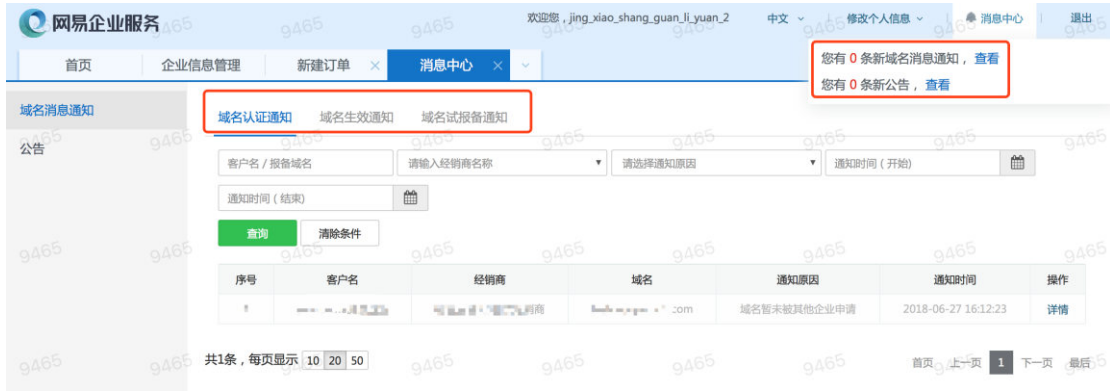 网易企业服务
欢迎您，jing_xiao_shang_guan_li_yuan_2 中文 修改个人信息 消息中心 退出
首页 企业信息管理 新建订单 × 消息中心 ×
您有 0 条新域名消息通知， 查看
您有 0 条新公告， 查看
域名消息通知
公告
域名认证通知 域名生效通知 域名试报备通知
客户名 / 报备域名 请输入经销商名称 请选择通知原因 通知时间 ( 开始)
通知时间 ( 结束)
查询 清除条件
序号 客户名 经销商 域名 通知原因 通知时间 操作
1 销商 com 域名暂未被其他企业申请 2018-06-27 16:12:23 详情
共1条，每页显示 10 20 50
首页 上一页 1 下一页 最后
9465